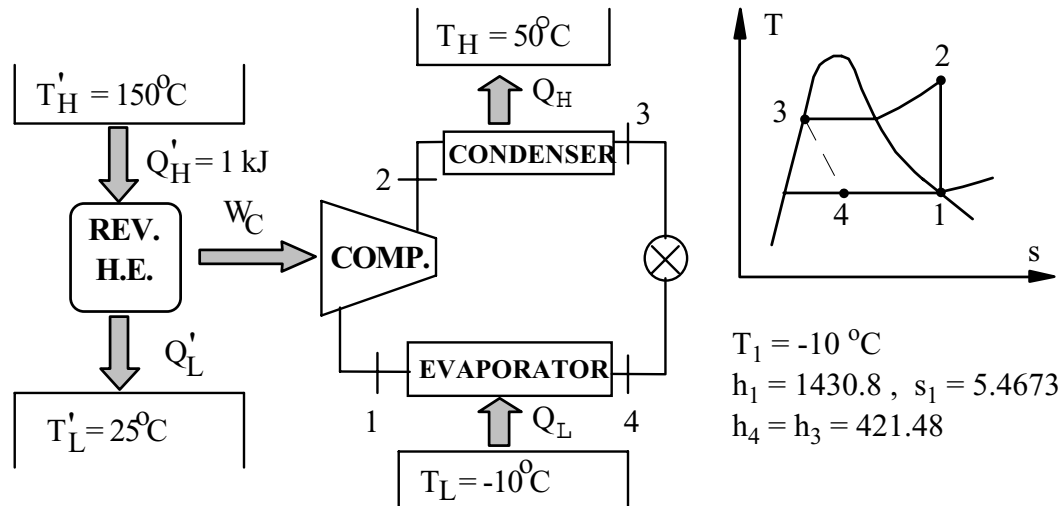 T'H = 150°C
Q'H = 1 kJ
REV.
H.E.
Q'L
T'L = 25°C
WC
TH = 50°C
QH
CONDENSER
3
2
COMP.
1
EVAPORATOR
4
QL
TL = -10°C
T
2
3
4
1
s
T1 = -10 °C
h1 = 1430.8 , s1 = 5.4673
h4 = h3 = 421.48